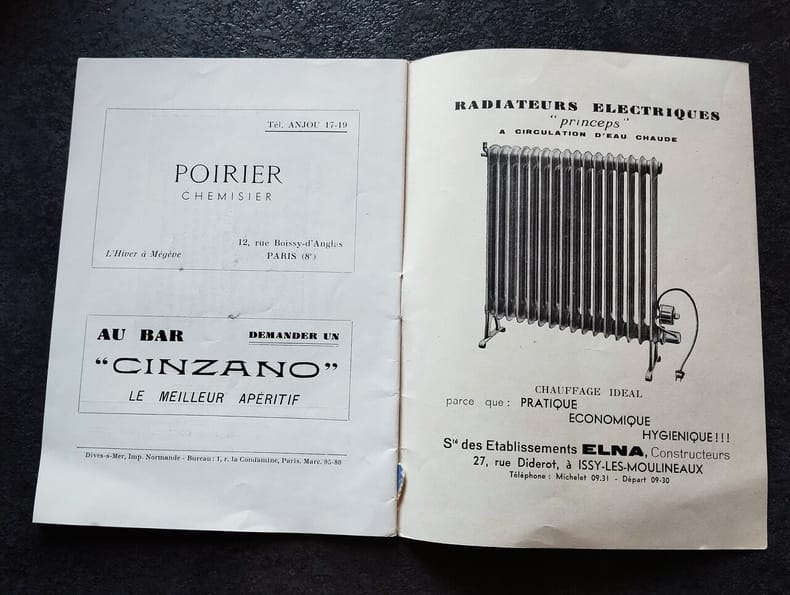 Tél. ANJOU 17-19
POIRIER
CHEMISIER
12, rue Boissy-d'Anglas
L'Hiver à Mégève
PARIS (8e)
AU BAR
DEMANDER UN
"CINZANO"
LE MEILLEUR APÉRITIF
Dives-s-Mer, Imp. Normande - Bureau: 1, r. la Condamine, Paris. Marc. 05-80
RADIATEURS ELECTRIQUES
"princeps"
A CIRCULATION D'EAU CHAUDE
CHAUFFAGE IDEAL
parce que : PRATIQUE
ECONOMIQUE
HYGIENIQUE!!!
Sté des Etablissements ELNA, Constructeurs
27, rue Diderot, à ISSY-LES-MOULINEAUX
Téléphone : Michelet 09.31 - Départ 09-30